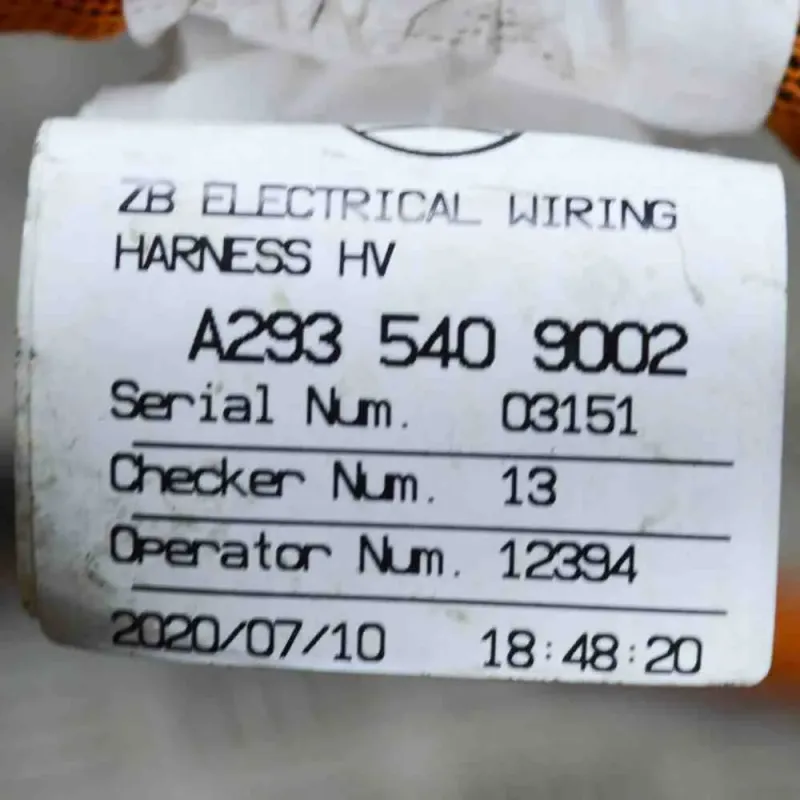 ZB ELECTRICAL WIRING
HARNESS HV
A293 540 9002
Serial Num. 03151
Checker Num. 13
Operator Num. 12394
2020/07/10 18:48:20